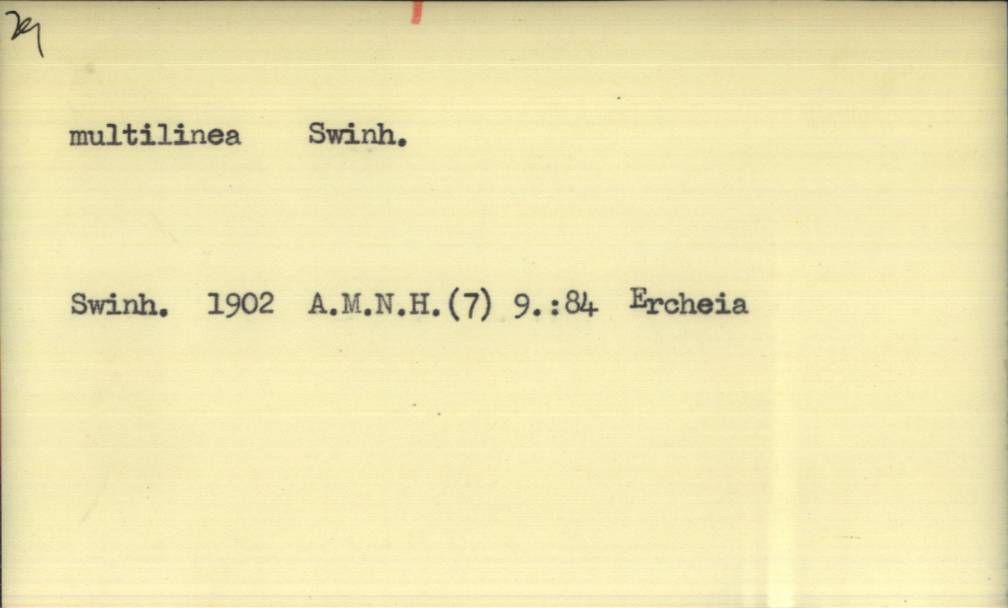 multilinea Swinh.
Swinh. 1902 A.M.N.H.(7) 9.:84 Ercheia